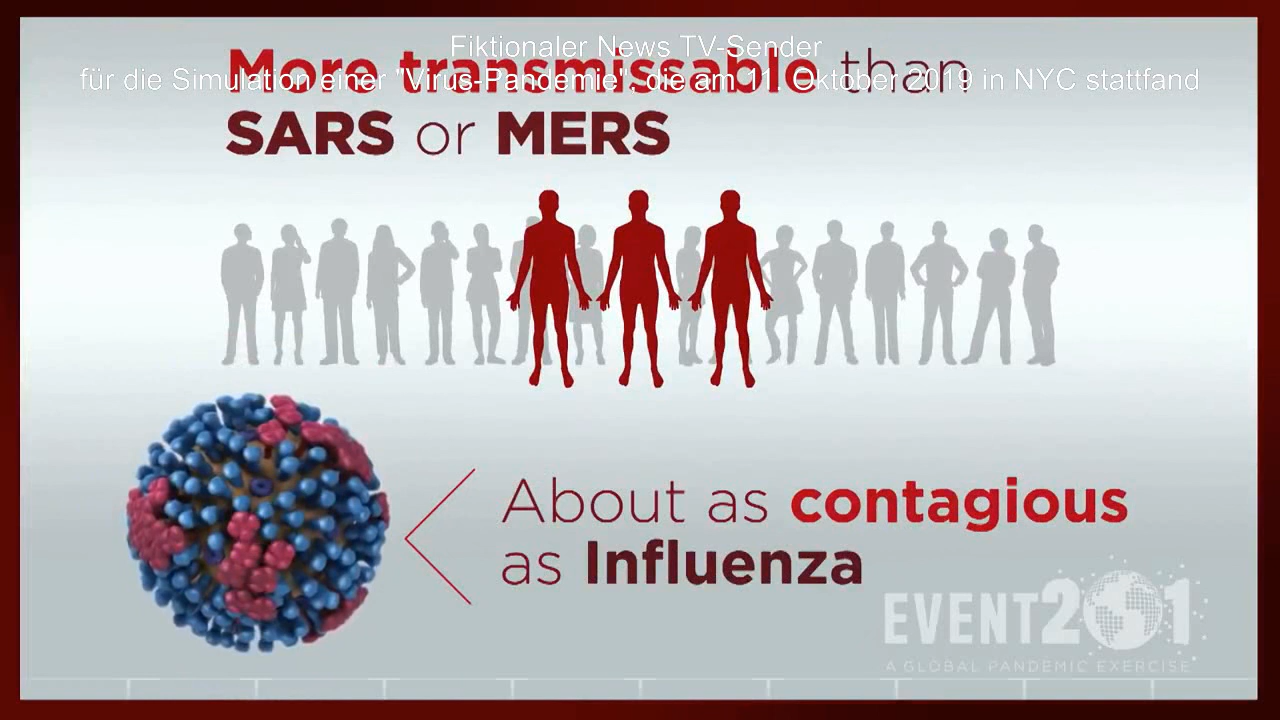 Fiktionaler News TV-Sender
für die Simulation einer "Virus-Pandemie", die am 11. Oktober 2019 in NYC stattfand
More transmissable than
SARS or MERS
About as contagious
as Influenza
EVENT201
A GLOBAL PANDEMIC EXERCISE